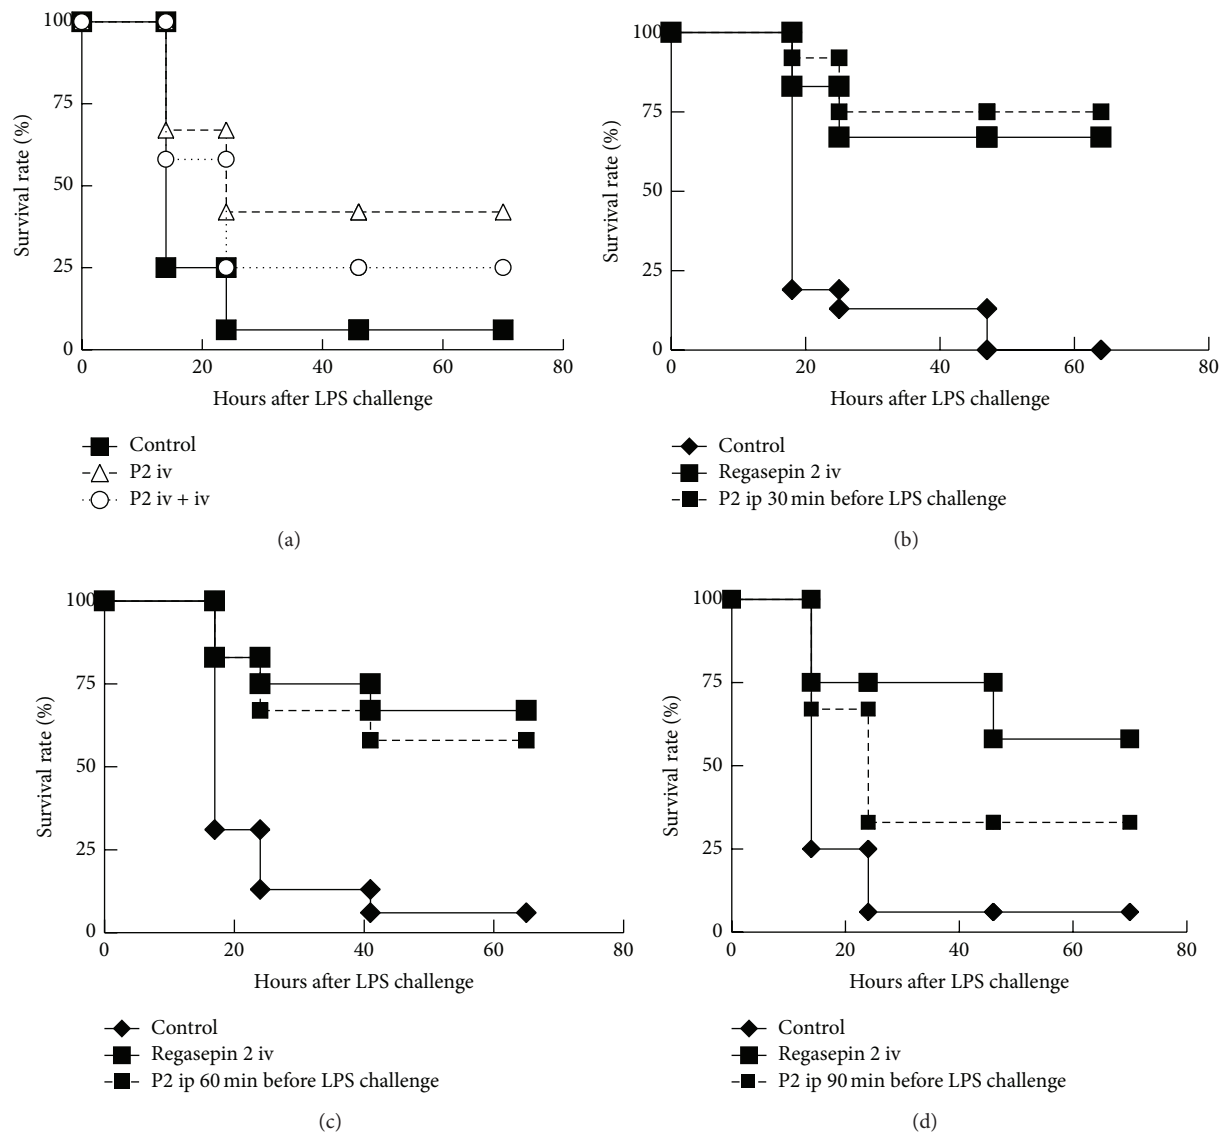 100
75
50
25
0
Survival rate (%)
0 20 40 60 80
Hours after LPS challenge
Control
P2 iv
P2 iv + iv
(a)
100
75
50
25
0
Survival rate (%)
0 20 40 60 80
Hours after LPS challenge
Control
Regasepin 2 iv
P2 ip 30 min before LPS challenge
(b)
100
75
50
25
0
Survival rate (%)
0 20 40 60 80
Hours after LPS challenge
Control
Regasepin 2 iv
P2 ip 60 min before LPS challenge
(c)
100
75
50
25
0
Survival rate (%)
0 20 40 60 80
Hours after LPS challenge
Control
Regasepin 2 iv
P2 ip 90 min before LPS challenge
(d)